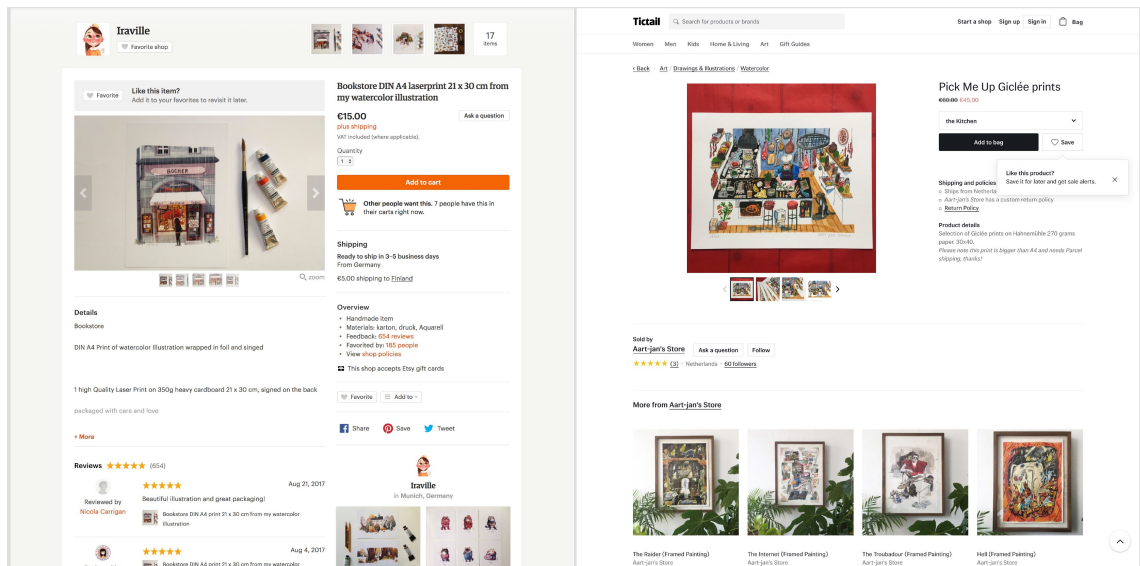 Iraville
Favorite shop
17
items
Favorite
Like this item?
Add it to your favorites to revisit it later.
BÜCHER
zoom
Details
Bookstore
DIN A4 Print of watercolor Illustration wrapped in foil and singed
1 high Quality Laser Print on 350g heavy cardboard 21 x 30 cm, signed on the back
packaged with care and love
+ More
Reviews ★★★★★ (654)
Reviewed by
Nicola Carrigan
★★★★★
Aug 21, 2017
Beautiful illustration and great packaging!
Bookstore DIN A4 print 21 x 30 cm from my watercolor
illustration
★★★★★
Aug 4, 2017
Bookstore DIN A4 print 21 x 30 cm from my watercolor
Bookstore DIN A4 laserprint 21 x 30 cm from
my watercolor illustration
€15.00
Ask a question
plus shipping
VAT included (where applicable).
Quantity
1
Add to cart
Other people want this. 7 people have this in
their carts right now.
Shipping
Ready to ship in 3–5 business days
From Germany
€5.00 shipping to Finland
Overview
• Handmade item
• Materials: karton, druck, Aquarell
• Feedback: 654 reviews
• Favorited by: 185 people
• View shop policies
This shop accepts Etsy gift cards
Favorite
Add to
Share
Save
Tweet
Iraville
in Munich, Germany
Tictail
Search for products or brands
Start a shop
Sign up
Sign in
Bag
Women
Men
Kids
Home & Living
Art
Gift Guides
‹ Back
Art / Drawings & Illustrations / Watercolor
Pick Me Up Giclée prints
€45.00
the Kitchen
Add to bag
Save
Like this product?
Save it for later and get sale alerts.
Shipping and policies
Ships from
Aart-jan's Store has a custom return policy
Return Policy
Product details
Selection of Giclée prints on Hahnemühle 270 grams
paper, 30x40.
Please note this print is bigger than A4 and needs Parcel
shipping, thanks!
Sold by
Aart-jan's Store
Ask a question
Follow
★★★★★ (3) · Netherlands · 60 followers
More from Aart-jan's Store
The Raider (Framed Painting)
Aart-jan's Store
The Internet (Framed Painting)
Aart-jan's Store
The Troubadour (Framed Painting)
Aart-jan's Store
Hell (Framed Painting)
Aart-jan's Store